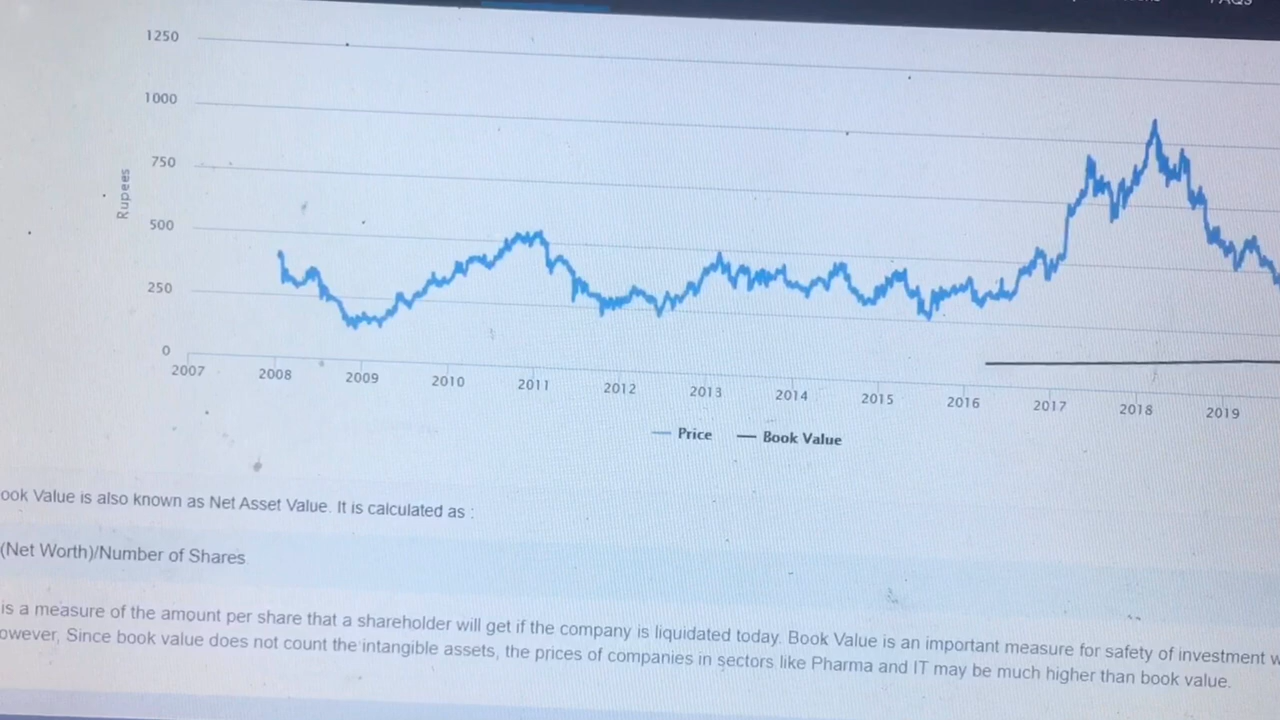 FAQs
1250
1000
750
500
250
0
Rupees
2007 2008 2009 2010 2011 2012 2013 2014 2015 2016 2017 2018 2019
Price Book Value
ook Value is also known as Net Asset Value. It is calculated as :
(Net Worth)/Number of Shares
is a measure of the amount per share that a shareholder will get if the company is liquidated today. Book Value is an important measure for safety of investment w
owever, Since book value does not count the intangible assets, the prices of companies in sectors like Pharma and IT may be much higher than book value.